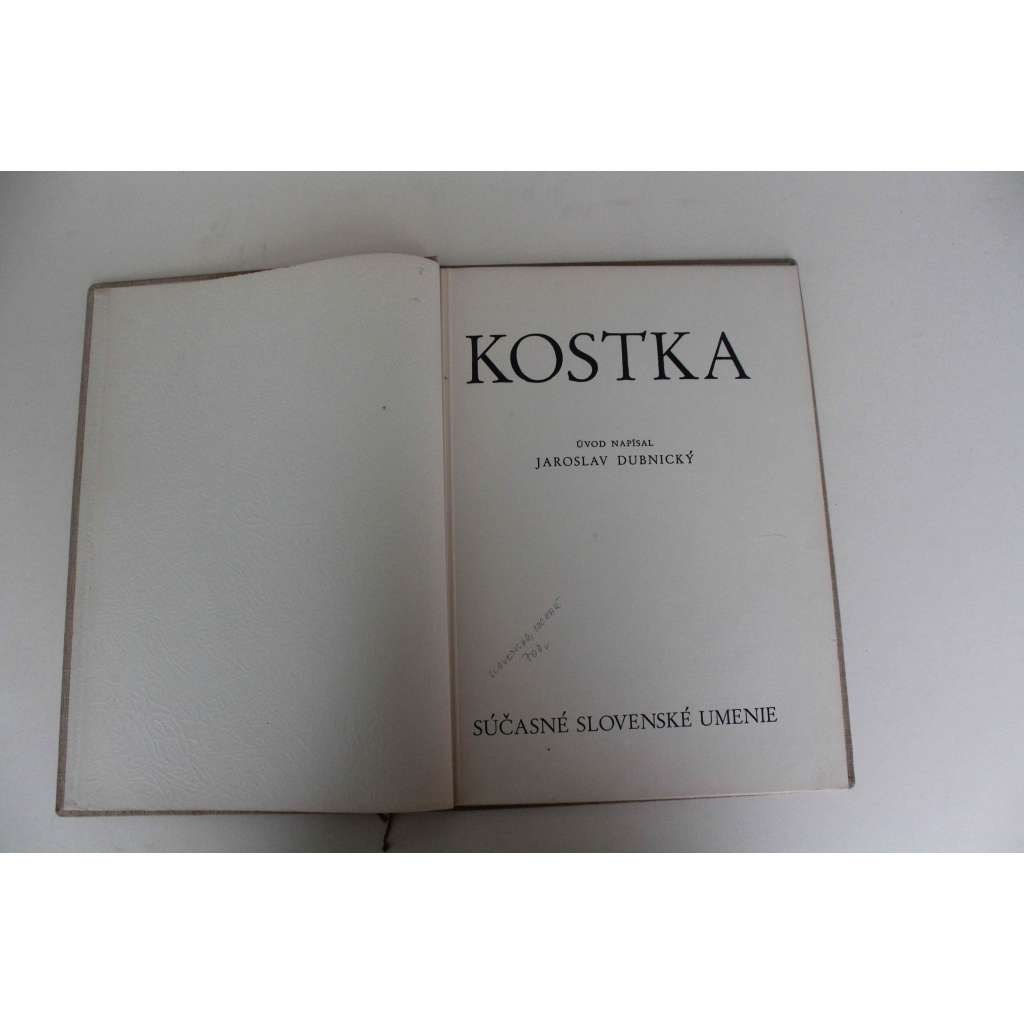 KOSTKA
ÚVOD NAPÍSAL
JAROSLAV DUBNICKÝ
SÚČASNÉ SLOVENSKÉ UMENIE